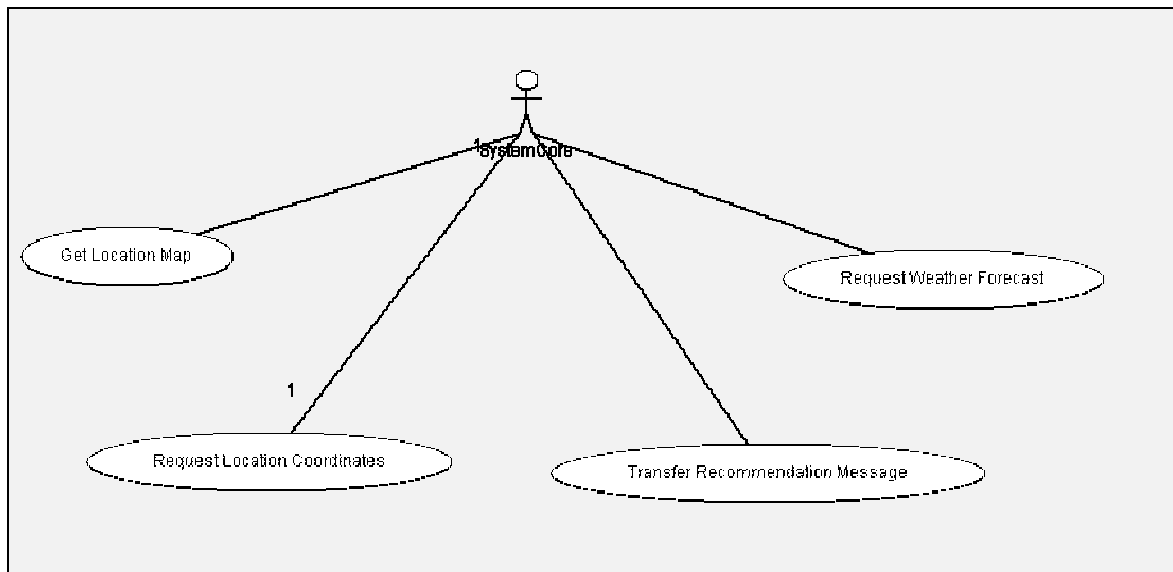 1
SystemCore
Get Location Map
Request Weather Forecast
1
Request Location Coordinates
Transfer Recommendation Message